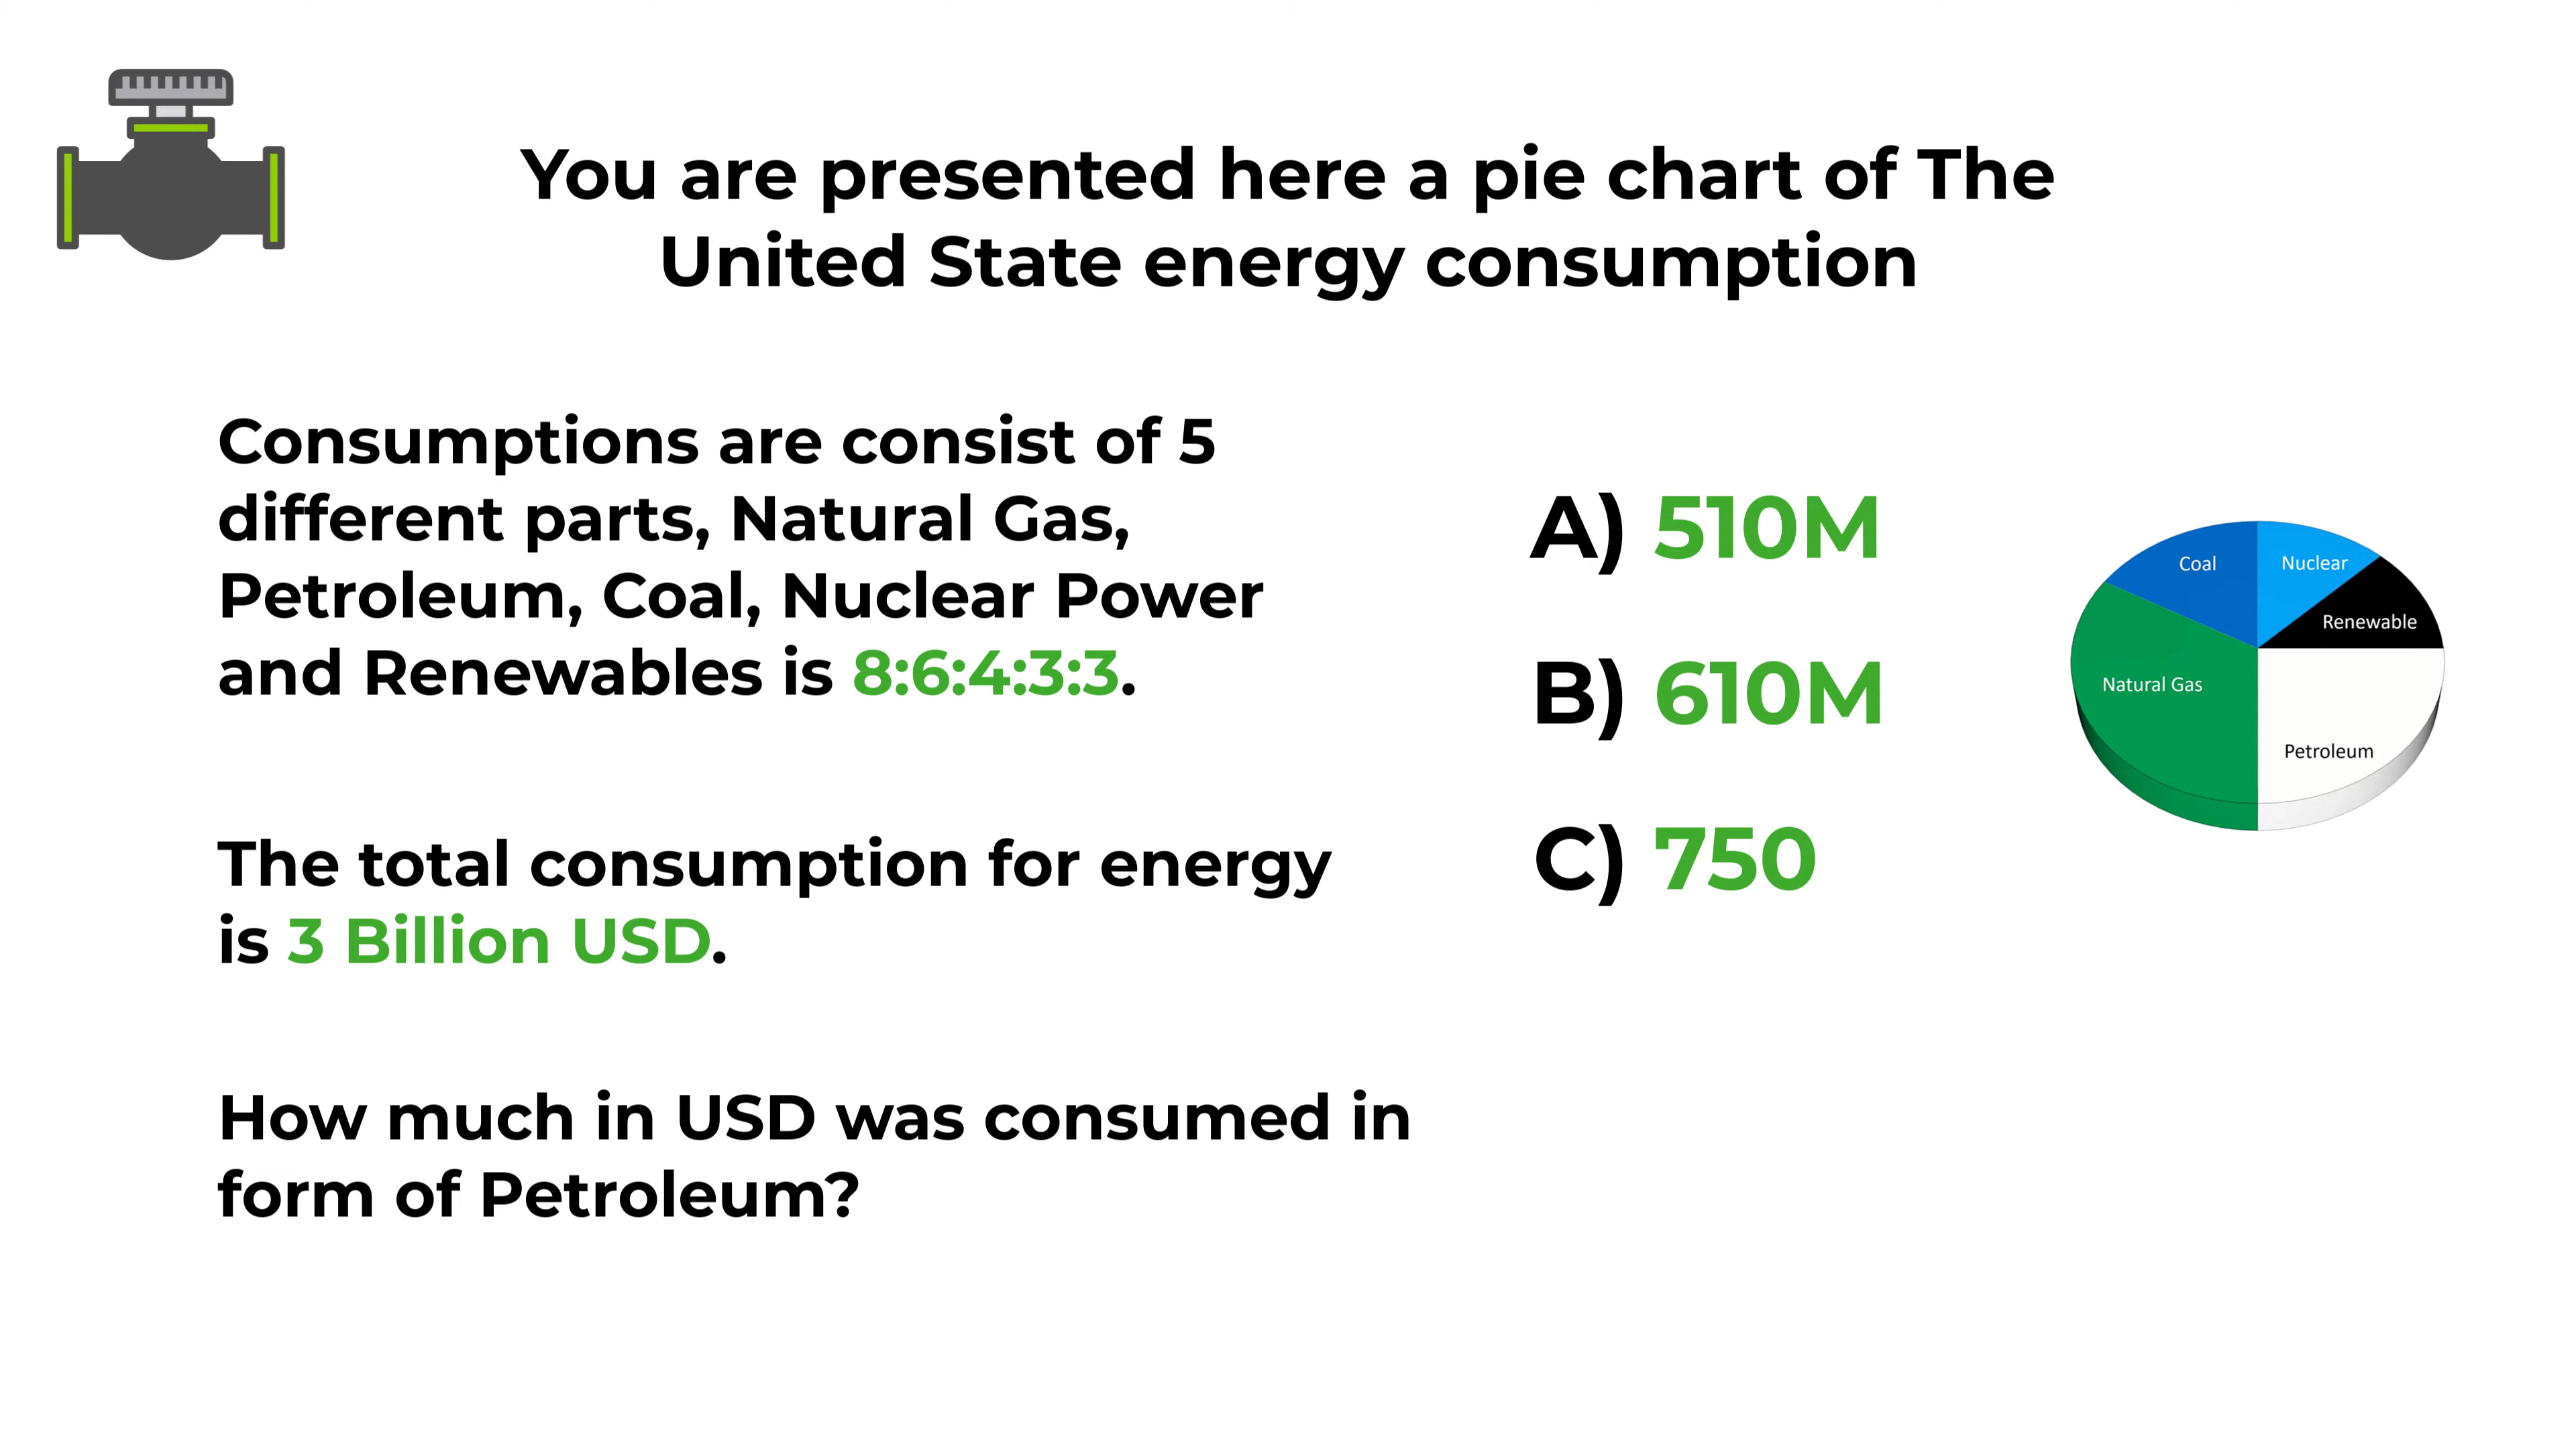 You are presented here a pie chart of The
United State energy consumption
Consumptions are consist of 5
different parts, Natural Gas,
Petroleum, Coal, Nuclear Power
and Renewables is 8:6:4:3:3.
The total consumption for energy
is 3 Billion USD.
How much in USD was consumed in
form of Petroleum?
A) 510M
B) 610M
C) 750
Coal
Nuclear
Renewable
Natural Gas
Petroleum